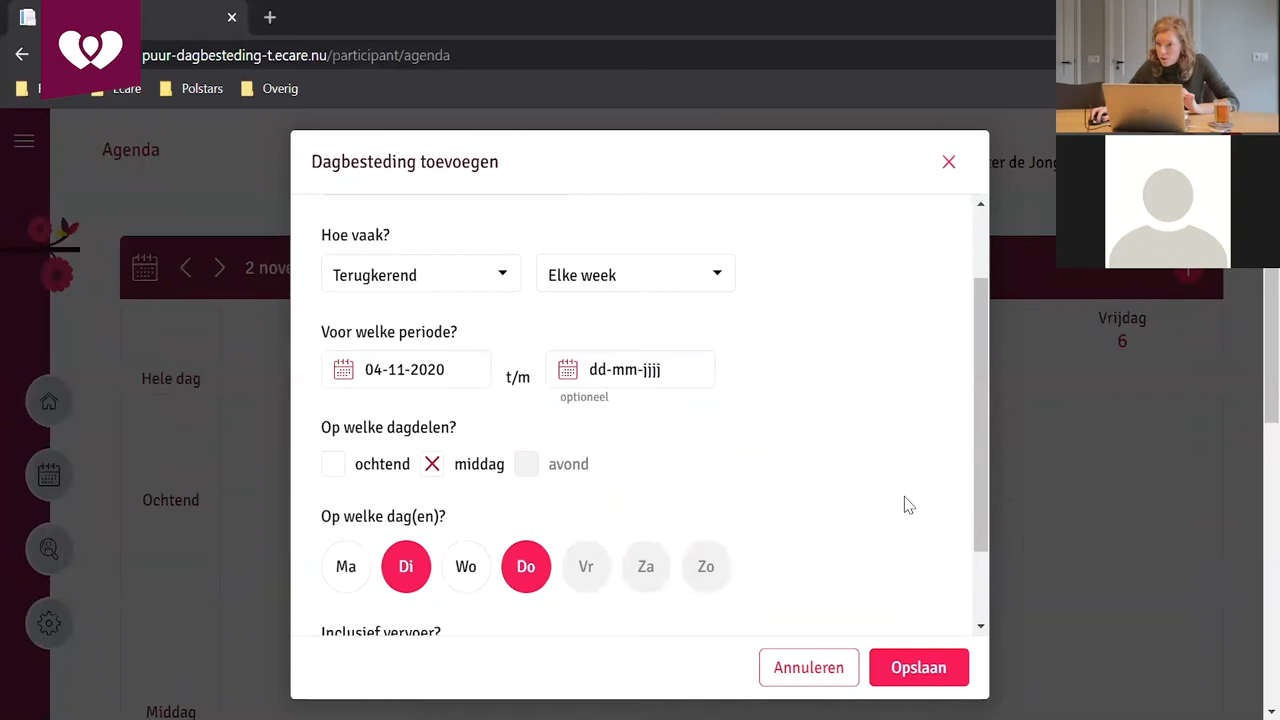 puur-dagbesteding-t.ecare.nu/participant/agenda
Ecare
Polstars
Overig
Agenda
er de Jong
Dagbesteding toevoegen
Hoe vaak?
Terugkerend
Elke week
2 nove
Voor welke periode?
04-11-2020
t/m
dd-mm-jjjj
optioneel
Vrijdag
6
Hele dag
Op welke dagdelen?
ochtend
middag
avond
Ochtend
Op welke dag(en)?
Ma
Di
Wo
Do
Vr
Za
Zo
Inclusief vervoer?
Annuleren
Opslaan
Middag